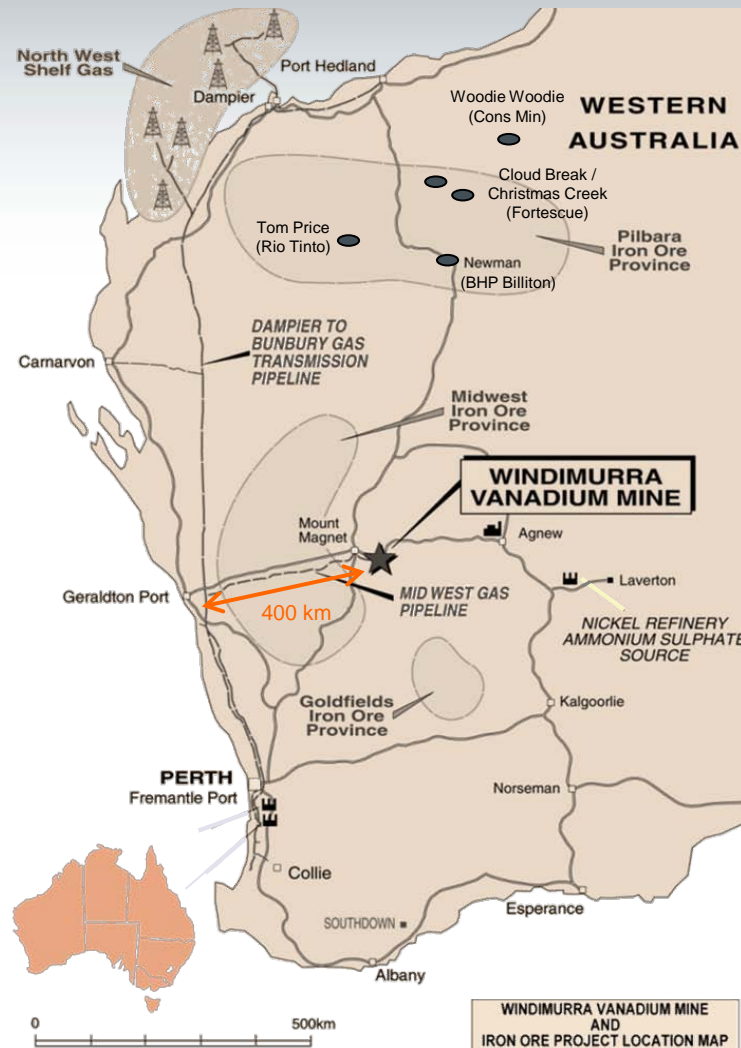 North West
Shelf Gas
Port Hedland
Dampier
Woodie Woodie
(Cons Min)
WESTERN
AUSTRALIA
Cloud Break /
Christmas Creek
(Fortescue)
Tom Price
(Rio Tinto)
Pilbara
Iron Ore
Province
Newman
(BHP Billiton)
DAMPIER TO
BUNBURY GAS
TRANSMISSION
PIPELINE
Carnarvon
Midwest
Iron Ore
Province
WINDIMURRA
VANADIUM MINE
Mount
Magnet
Agnew
Geraldton Port
400 km
MID WEST GAS
PIPELINE
Laverton
NICKEL REFINERY
AMMONIUM SULPHATE
SOURCE
Goldfields
Iron Ore
Province
Kalgoorlie
PERTH
Fremantle Port
Norseman
Collie
Esperance
SOUTHDOWN
Albany
0 500km
WINDIMURRA VANADIUM MINE
AND
IRON ORE PROJECT LOCATION MAP